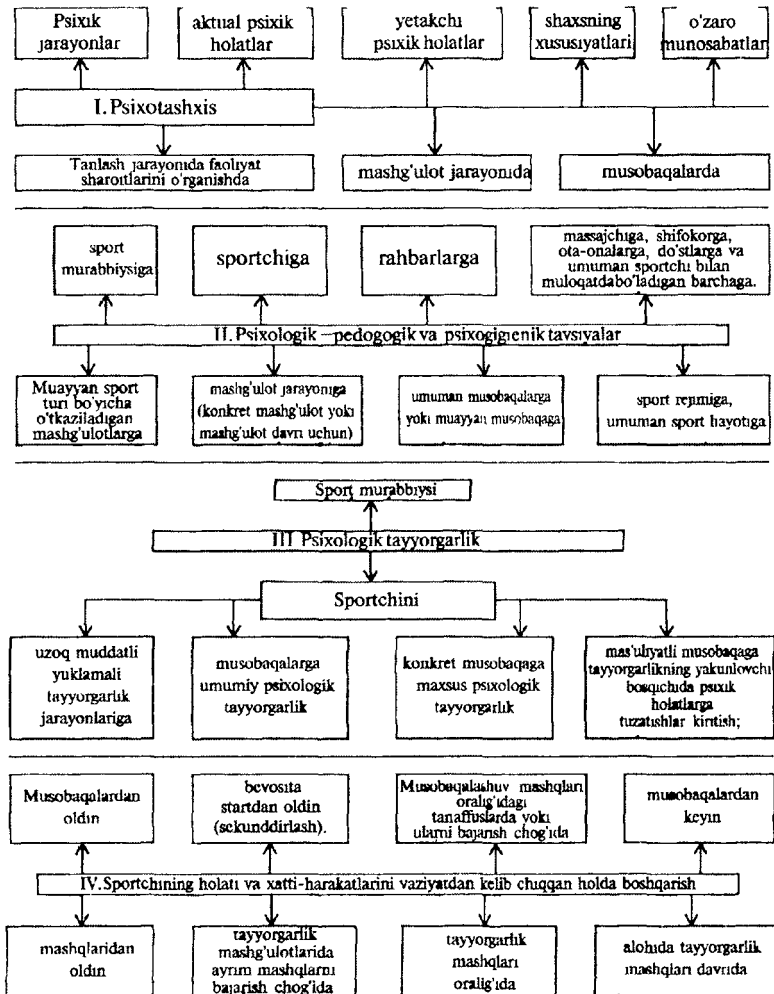 Psixik
jarayonlar
aktual psixik
holatlar
yetakchi
psixik holatlar
shaxsning
xususiyatlari
o'zaro
munosabatlar
I.Psixotashxis
Tanlash jarayonida faoliyat
sharoitlarini o'rganishda
mashg'ulot jarayonida
musobaqalarda
sport
murabbiysiga
sportchiga
rahbarlarga
massajchiga, shifokorga,
ota-onalarga, do'stlarga va
umuman sportchi bilan
muloqatdabo'ladigan barchaga.
II.Psixologik –pedogogik va psixogigienik tavsiyalar
Muayyan sport
turi bo'yicha
o'tkaziladigan
mashg'ulotlarga
mashg'ulot jarayoniga
(konkret mashg'ulot yoki
mashg'ulot davri uchun)
umuman musobaqalarga
yoki muayyan musobaqaga
sport rejimiga,
umuman sport hayotiga
Sport murabbiysi
III Psixologik tayyorgarlik
Sportchini
uzoq muddatli
yuklamali
tayyorgarlik
jarayonlariga
musobaqalarga
umumiy psixologik
tayyorgarlik
konkret musobaqaga
maxsus psixologik
tayyorgarlik
mas'uliyatli musobaqaga
tayyorgarlikning yakunlovchi
bosqichida psixik
holatlarga
tuzatishlar kiritish;
Musobaqalardan
oldin
bevosita
startdan oldin
(sekunddirlash).
Musobaqalashuv mashqlari
oralig'idagi
tanaffuslarda yoki
ularni bajarish chog'ida
musobaqalardan
keyin
IV.Sportchining holati va xatti-harakatlarini vaziyatdan kelib chiqqan holda boshqarish
mashqlaridan
oldin
tayyorgarlik
mashg'ulotlarida
ayrim mashqlarni
bajarish chog'ida
tayyorgarlik
mashqlari
oralig'ida
alohida tayyorgarlik
mashqlari davrida